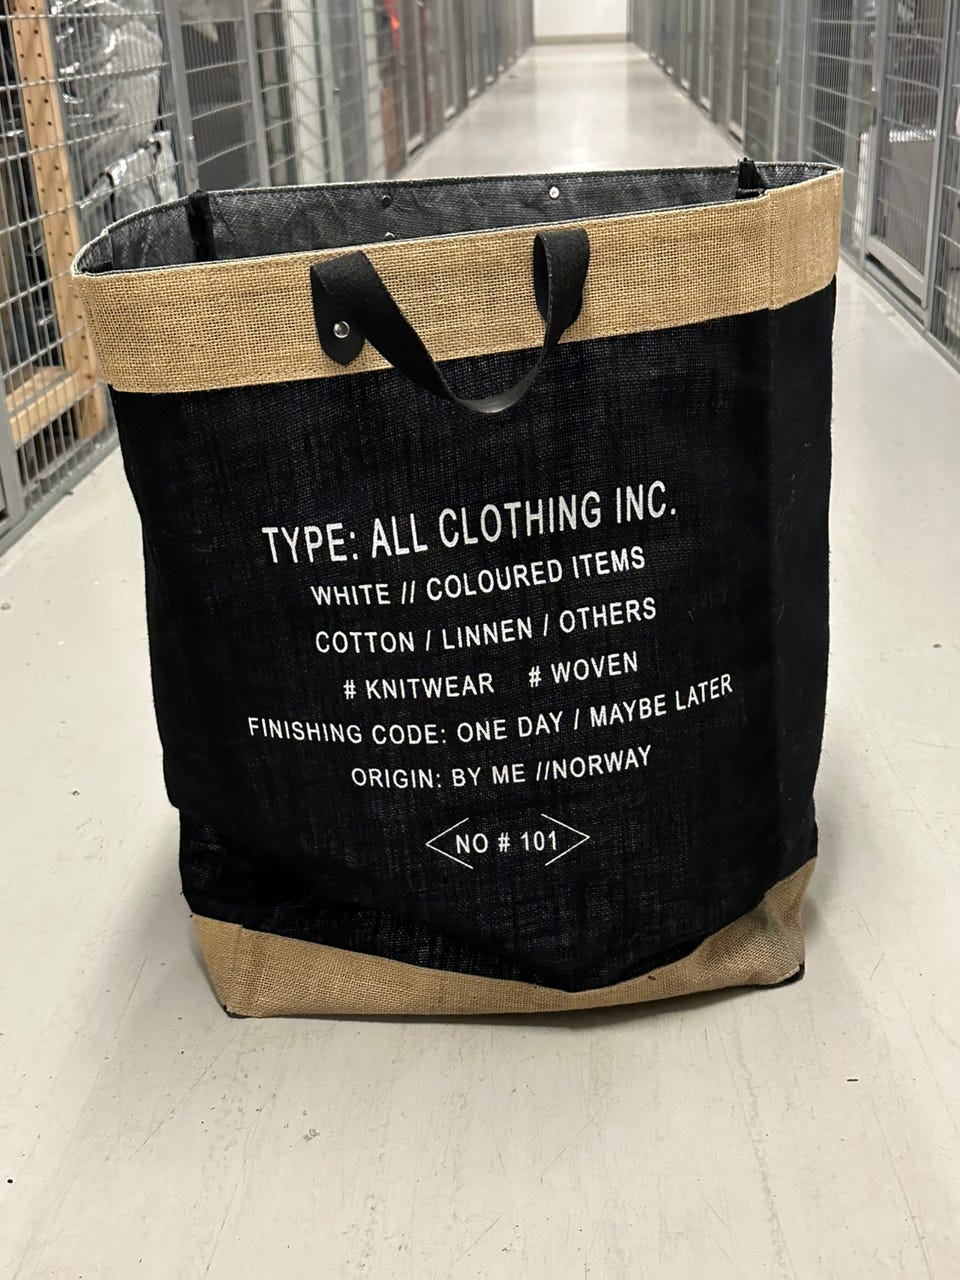 TYPE: ALL CLOTHING INC.
WHITE // COLOURED ITEMS
COTTON / LINNEN / OTHERS
# KNITWEAR # WOVEN
FINISHING CODE: ONE DAY / MAYBE LATER
ORIGIN: BY ME //NORWAY
NO # 101